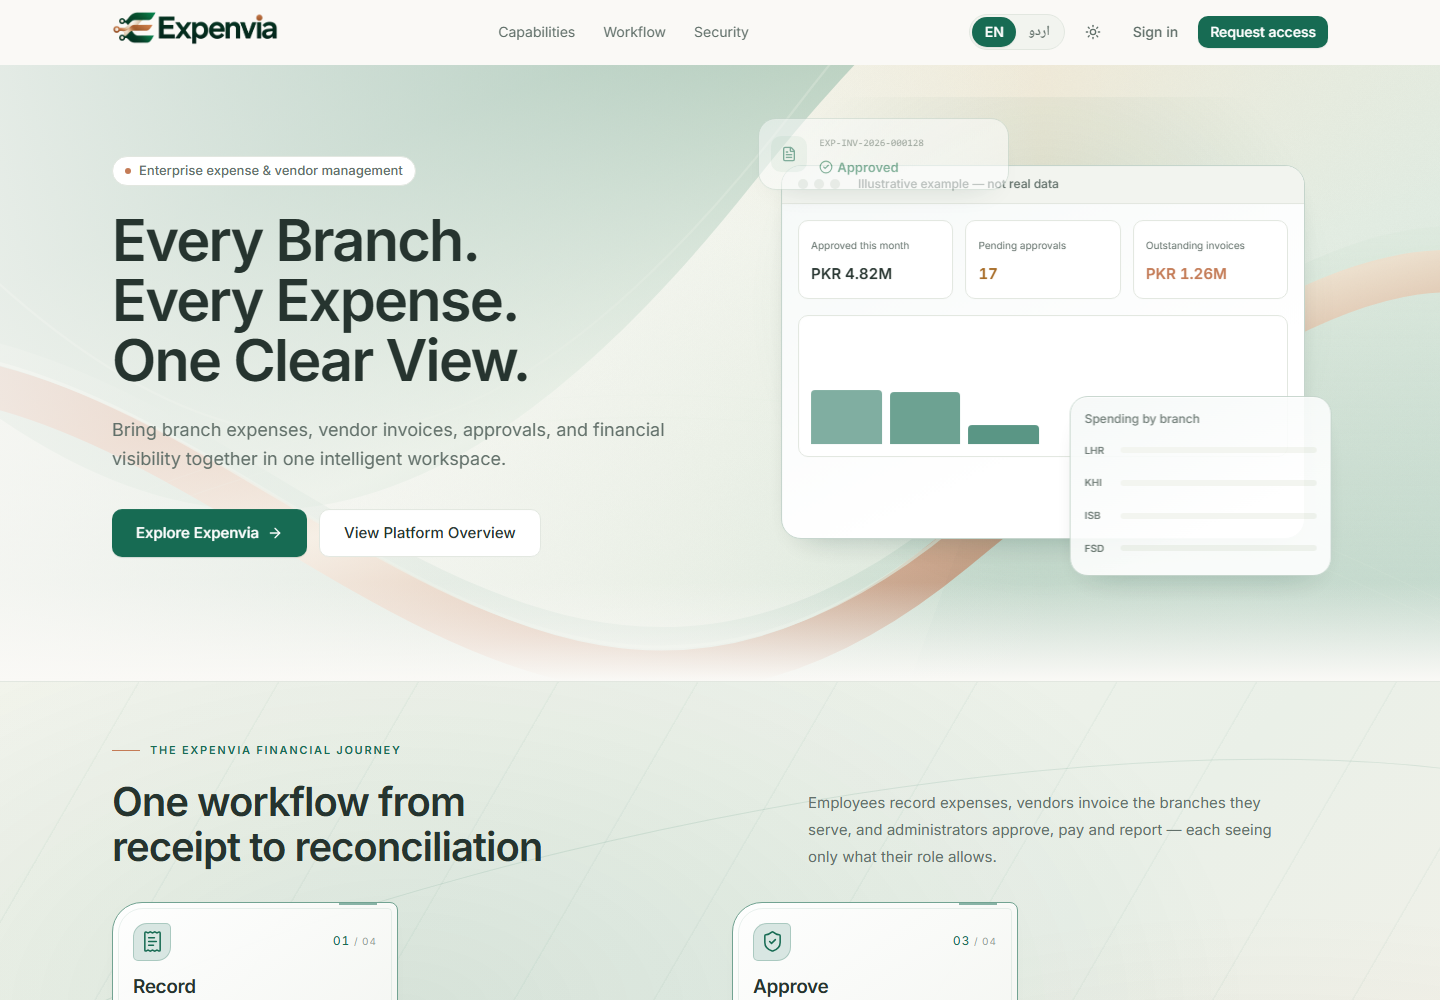 Expenvia
Capabilities
Workflow
Security
EN
اردو
Sign in
Request access
Enterprise expense & vendor management
Every Branch.
Every Expense.
One Clear View.
Bring branch expenses, vendor invoices, approvals, and financial
visibility together in one intelligent workspace.
Explore Expenvia
View Platform Overview
EXP-INV-2026-000128
Approved
Illustrative example — not real data
Approved this month
PKR 4.82M
Pending approvals
17
Outstanding invoices
PKR 1.26M
Spending by branch
LHR
KHI
ISB
FSD
THE EXPENVIA FINANCIAL JOURNEY
One workflow from
receipt to reconciliation
Employees record expenses, vendors invoice the branches they
serve, and administrators approve, pay and report — each seeing
only what their role allows.
01 / 04
Record
03 / 04
Approve